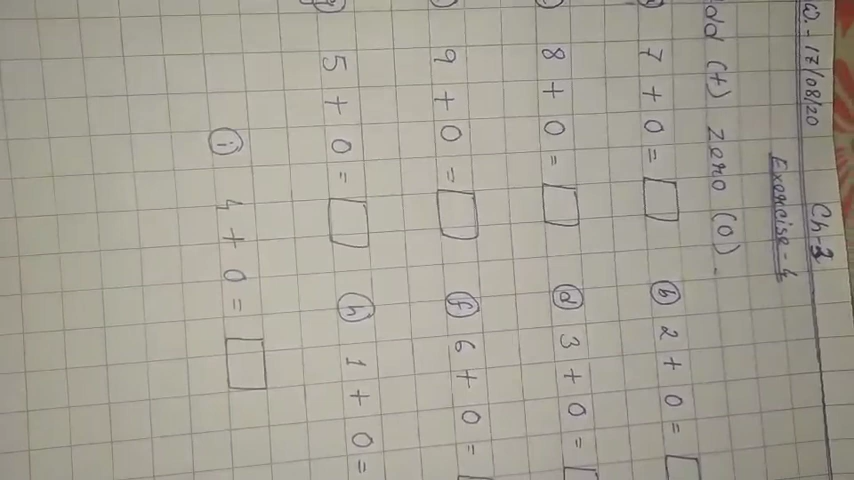 W.- 17/08/20 Ch-2
Exercise-4
dd (+) Zero (0).
7 + 0 = (b) 2 + 0 =
8 + 0 = (d) 3 + 0 =
9 + 0 = (f) 6 + 0 =
5 + 0 = (h) 1 + 0 =
(i) 4 + 0 =